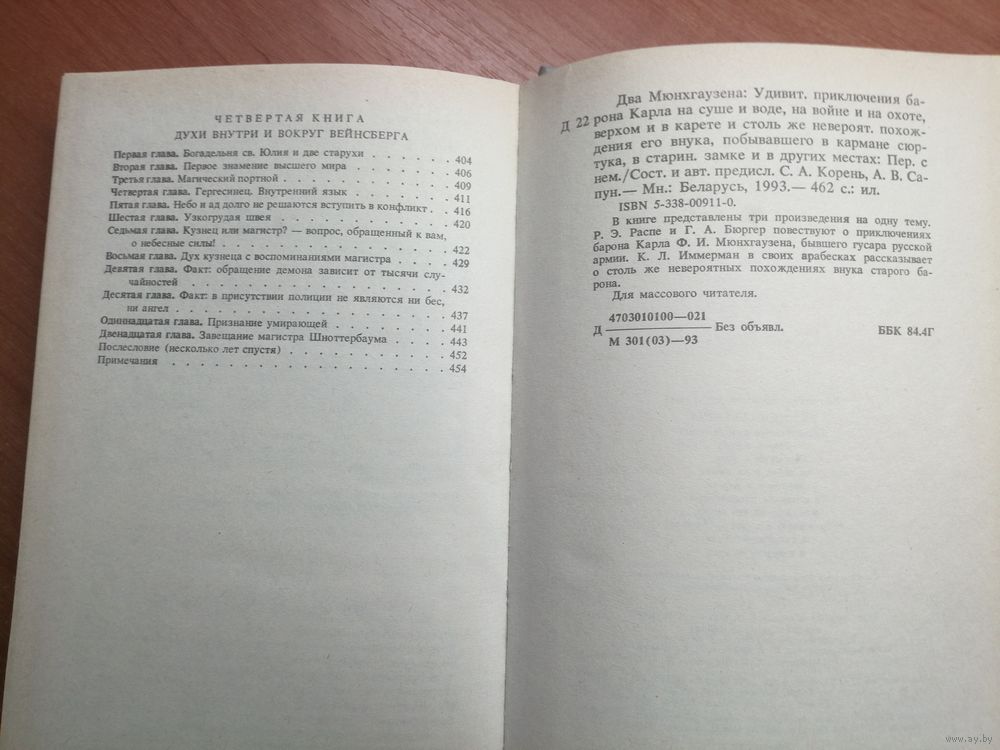 ЧЕТВЕРТАЯ КНИГА
ДУХИ ВНУТРИ И ВОКРУГ ВЕЙНСБЕРГА
Первая глава. Богадельня св. Юлия и две старухи . . . . . . 404
Вторая глава. Первое знамение высшего мира . . . . . . . 406
Третья глава. Магический портной . . . . . . . . . . . . 409
Четвертая глава. Гергесинец. Внутренний язык . . . . . . . 411
Пятая глава. Небо и ад долго не решаются вступить в конфликт . 416
Шестая глава. Узкогрудая швея . . . . . . . . . . . . . 420
Седьмая глава. Кузнец или магистр? — вопрос, обращенный к вам,
о небесные силы! . . . . . . . . . . . . . . . . . . 422
Восьмая глава. Дух кузнеца с воспоминаниями магистра . . . . 429
Девятая глава. Факт: обращение демона зависит от тысячи слу-
чайностей . . . . . . . . . . . . . . . . . . . . . 432
Десятая глава. Факт: в присутствии полиции не являются ни бес,
ни ангел . . . . . . . . . . . . . . . . . . . . . . 437
Одиннадцатая глава. Признание умирающей . . . . . . . . . 441
Двенадцатая глава. Завещание магистра Шноттербаума . . . . . 443
Послесловие (несколько лет спустя) . . . . . . . . . . . . 452
Примечания . . . . . . . . . . . . . . . . . . . . . 454
Два Мюнхгаузена: Удивит. приключения ба-
Д 22 рона Карла на суше и воде, на войне и на охоте,
верхом и в карете и столь же невероят. похож-
дения его внука, побывавшего в кармане сюр-
тука, в старин. замке и в других местах: Пер. с
нем./Сост. и авт. предисл. С. А. Корень, А. В. Са-
пун.— Мн.: Беларусь, 1993.— 462 с.: ил.
ISBN 5-338-00911-0.
В книге представлены три произведения на одну тему.
Р. Э. Распе и Г. А. Бюргер повествуют о приключениях
барона Карла Ф. И. Мюнхгаузена, бывшего гусара русской
армии. К. Л. Иммерман в своих арабесках рассказывает
о столь же невероятных похождениях внука старого ба-
рона.
Для массового читателя.
4703010100—021
Д Без объявл.
М 301(03)—93
ББК 84.4Г
www.ay.by